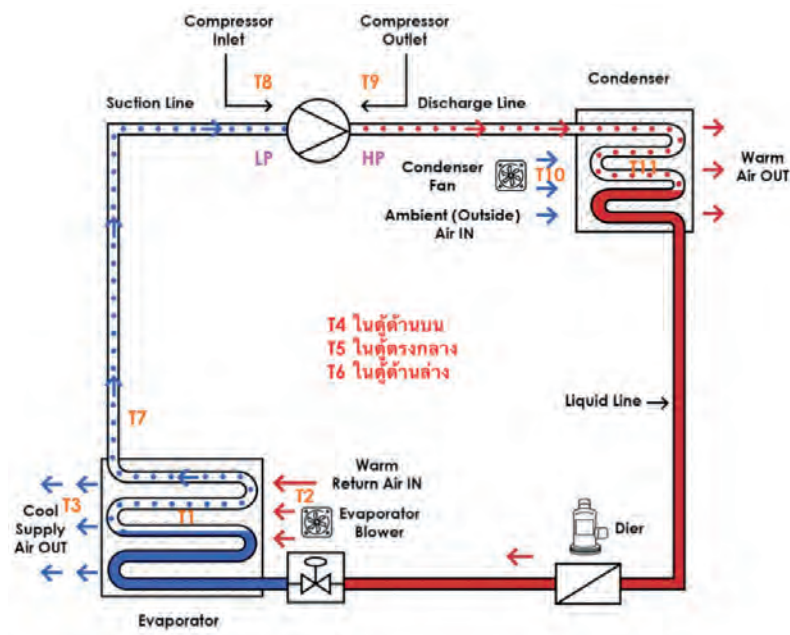 Compressor
Inlet
Compressor
Outlet
T8
T9
Suction Line
Discharge Line
Condenser
LP
HP
Condenser
Fan
T10
T11
Warm
Air OUT
Ambient (Outside)
Air IN
T4 ในตู้ด้านบน
T5 ในตู้ตรงกลาง
T6 ในตู้ด้านล่าง
Liquid Line
T7
Warm
Return Air IN
T2
T3
T1
Cool
Supply
Air OUT
Evaporator
Blower
Dier
Evaporator